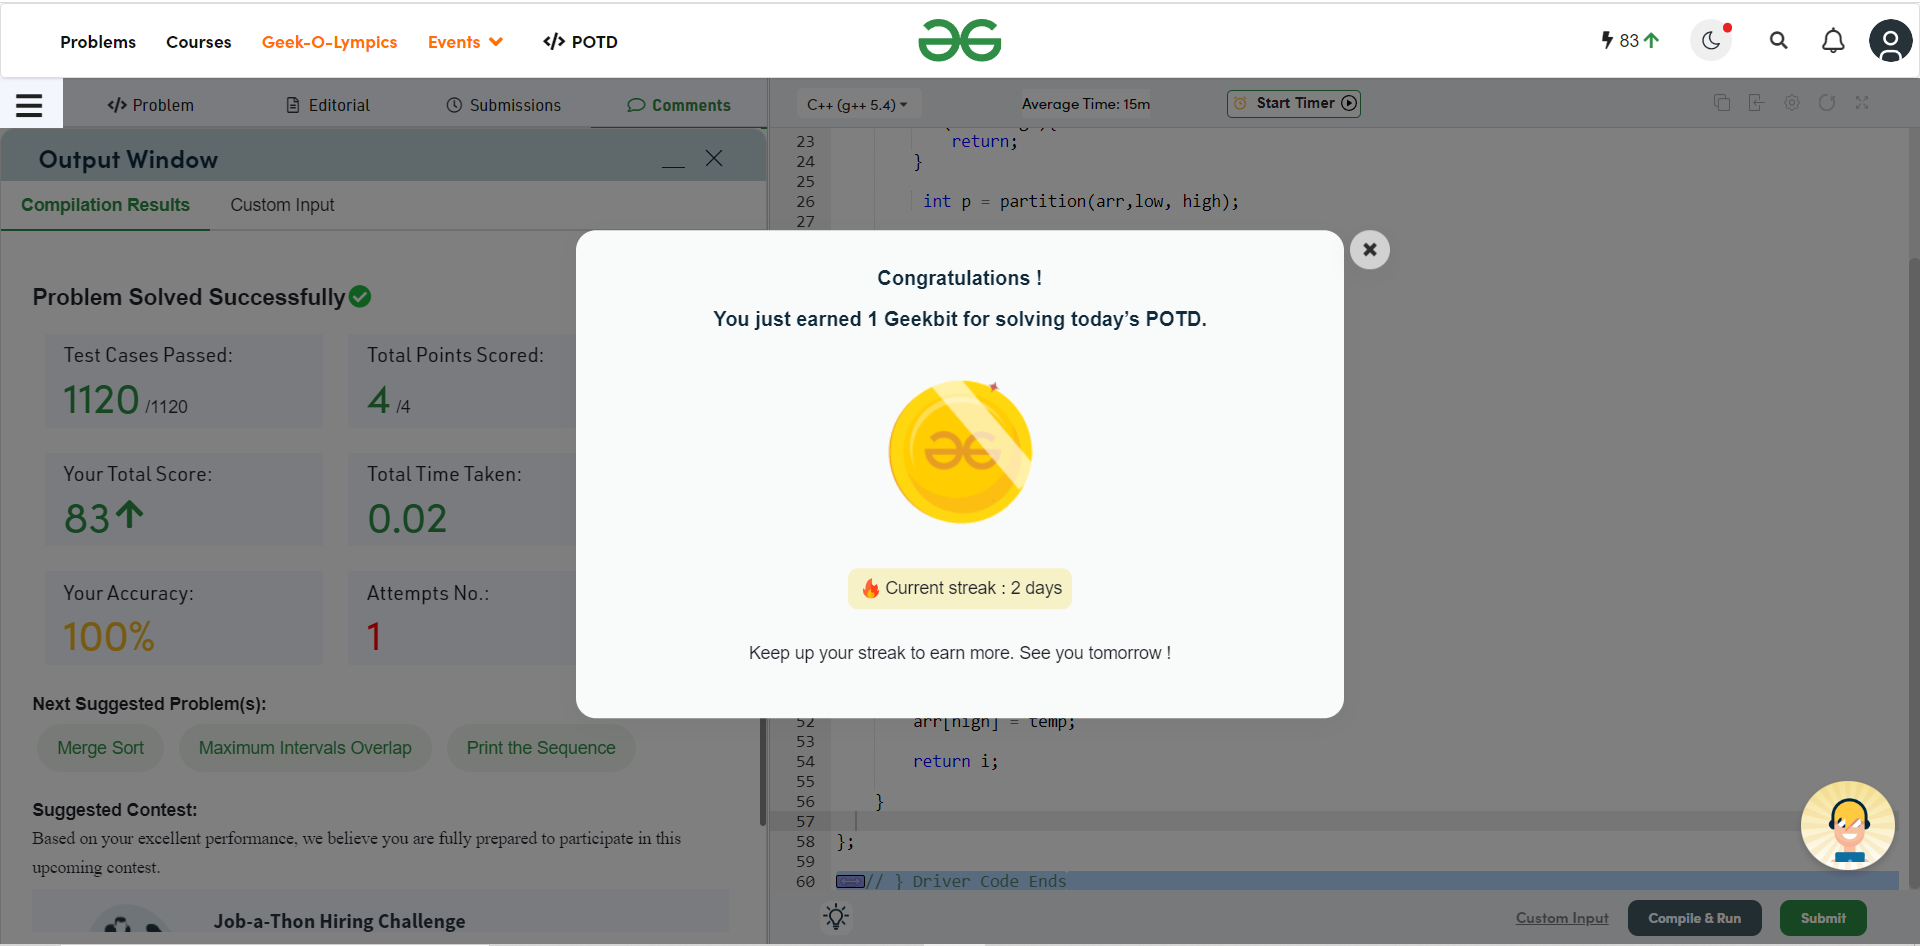 Problems Courses Geek-O-Lympics Events </> POTD
83
</> Problem Editorial Submissions Comments
C++ (g++ 5.4) Average Time: 15m Start Timer
Output Window
Compilation Results Custom Input
Problem Solved Successfully
Test Cases Passed:
1120 /1120
Total Points Scored:
4 /4
Your Total Score:
83
Total Time Taken:
0.02
Your Accuracy:
100%
Attempts No.:
1
Next Suggested Problem(s):
Merge Sort Maximum Intervals Overlap Print the Sequence
Suggested Contest:
Based on your excellent performance, we believe you are fully prepared to participate in this
upcoming contest.
Job-a-Thon Hiring Challenge
23 return;
24 }
25
26 int p = partition(arr,low, high);
27
Congratulations !
You just earned 1 Geekbit for solving today’s POTD.
Current streak : 2 days
Keep up your streak to earn more. See you tomorrow !
52 arr[high] = temp;
53
54 return i;
55
56 }
57
58 };
59
60 // } Driver Code Ends
Custom Input Compile & Run Submit